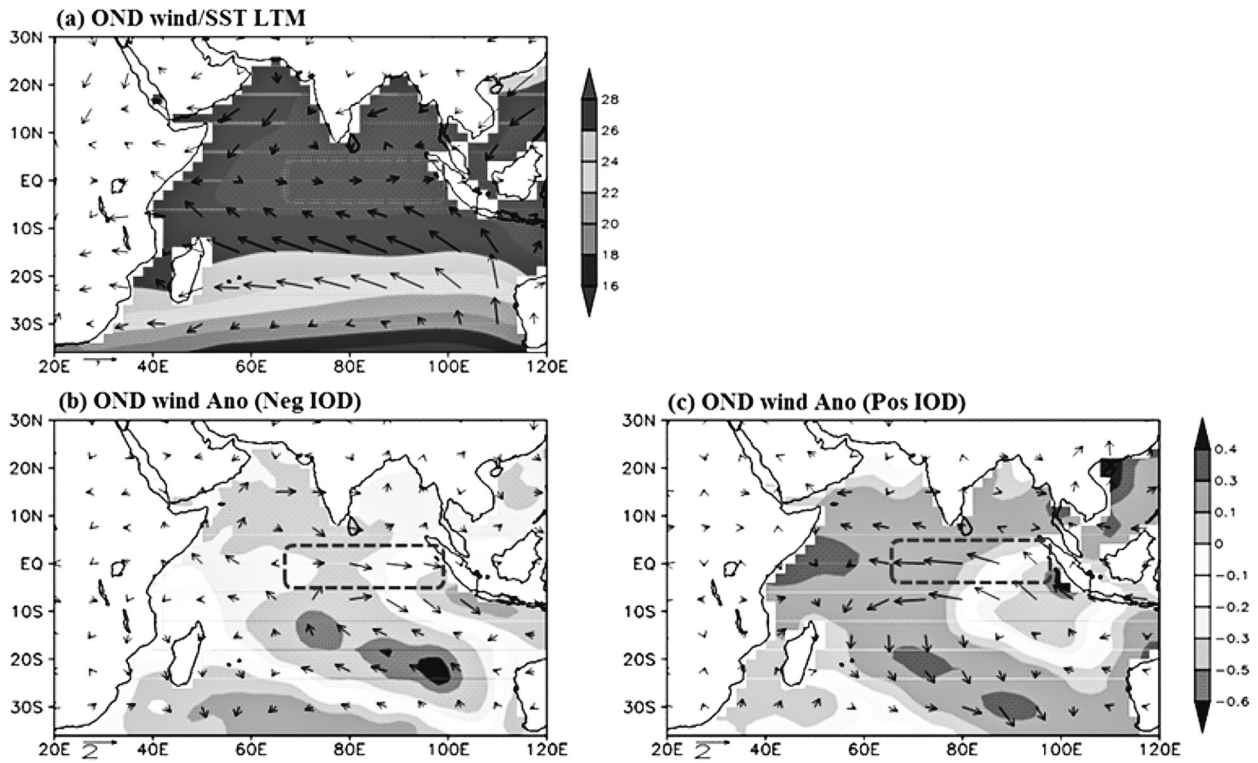 (a) OND wind/SST LTM
30N
20N
10N
EQ
10S
20S
30S
20E 40E 60E 80E 100E 120E
28
26
24
22
20
18
16
(b) OND wind Ano (Neg IOD)
30N
20N
10N
EQ
10S
20S
30S
2
20E 40E 60E 80E 100E 120E
(c) OND wind Ano (Pos IOD)
30N
20N
10N
EQ
10S
20S
30S
2
20E 40E 60E 80E 100E 120E
0.4
0.3
0.1
0
-0.1
-0.2
-0.3
-0.4
-0.5
-0.6